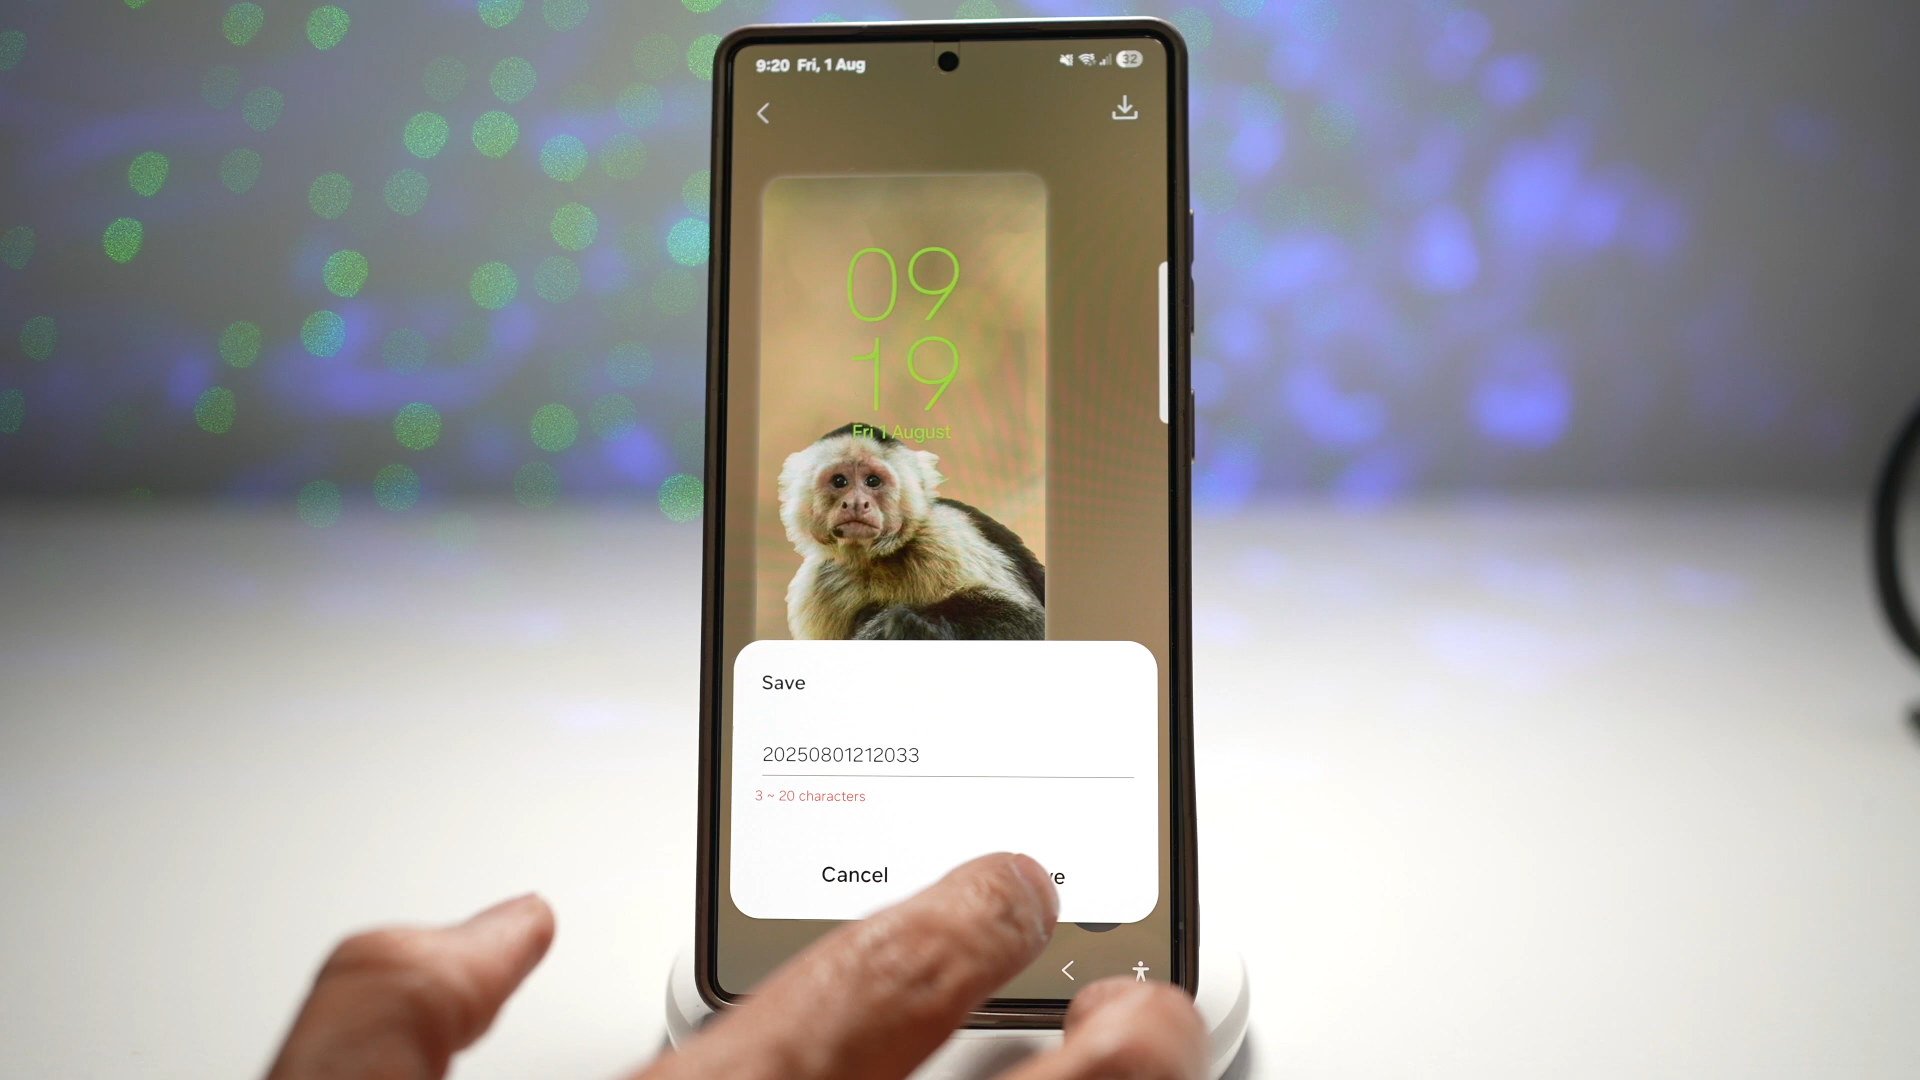 9:20 Fri, 1 Aug 32
09
19
Fri 1 August
Save
20250801212033
3 ~ 20 characters
Cancel